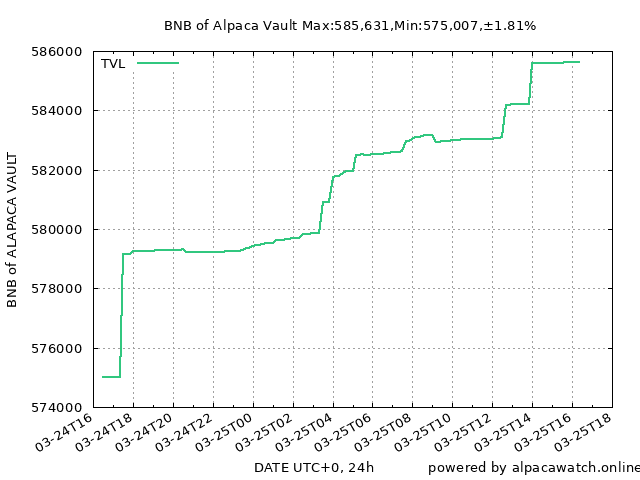 BNB of Alpaca Vault Max:585,631,Min:575,007,±1.81%
586000
TVL
584000
582000
580000
578000
576000
574000
BNB of ALAPACA VAULT
03-24T16
03-24T18
03-24T20
03-24T22
03-25T00
03-25T02
03-25T04
03-25T06
03-25T08
03-25T10
03-25T12
03-25T14
03-25T16
03-25T18
DATE UTC+0, 24h
powered by alpacawatch.online